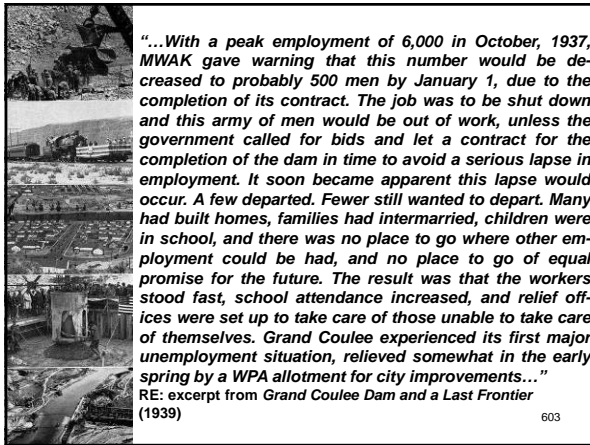 “…With a peak employment of 6,000 in October, 1937,
MWAK gave warning that this number would be de-
creased to probably 500 men by January 1, due to the
completion of its contract. The job was to be shut down
and this army of men would be out of work, unless the
government called for bids and let a contract for the
completion of the dam in time to avoid a serious lapse in
employment. It soon became apparent this lapse would
occur. A few departed. Fewer still wanted to depart. Many
had built homes, families had intermarried, children were
in school, and there was no place to go where other em-
ployment could be had, and no place to go of equal
promise for the future. The result was that the workers
stood fast, school attendance increased, and relief off-
ices were set up to take care of those unable to take care
of themselves. Grand Coulee experienced its first major
unemployment situation, relieved somewhat in the early
spring by a WPA allotment for city improvements…”
RE: excerpt from Grand Coulee Dam and a Last Frontier
(1939)
603